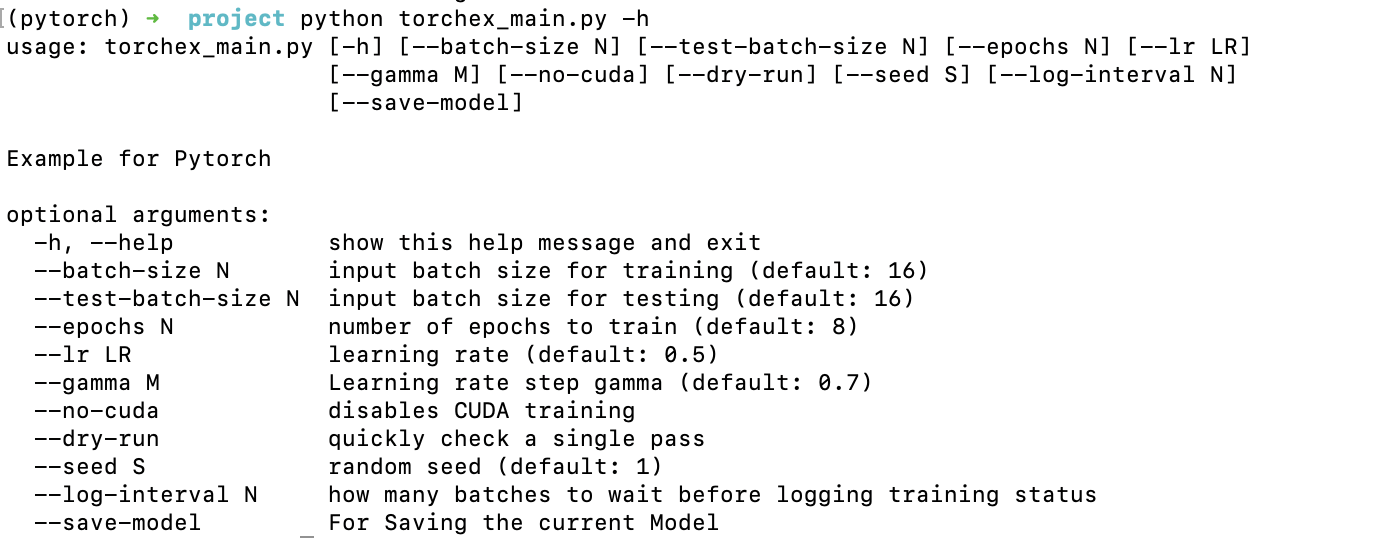 (pytorch) → project python torchex_main.py -h
usage: torchex_main.py [-h] [--batch-size N] [--test-batch-size N] [--epochs N] [--lr LR]
[--gamma M] [--no-cuda] [--dry-run] [--seed S] [--log-interval N]
[--save-model]
Example for Pytorch
optional arguments:
-h, --help show this help message and exit
--batch-size N input batch size for training (default: 16)
--test-batch-size N input batch size for testing (default: 16)
--epochs N number of epochs to train (default: 8)
--lr LR learning rate (default: 0.5)
--gamma M Learning rate step gamma (default: 0.7)
--no-cuda disables CUDA training
--dry-run quickly check a single pass
--seed S random seed (default: 1)
--log-interval N how many batches to wait before logging training status
--save-model For Saving the current Model